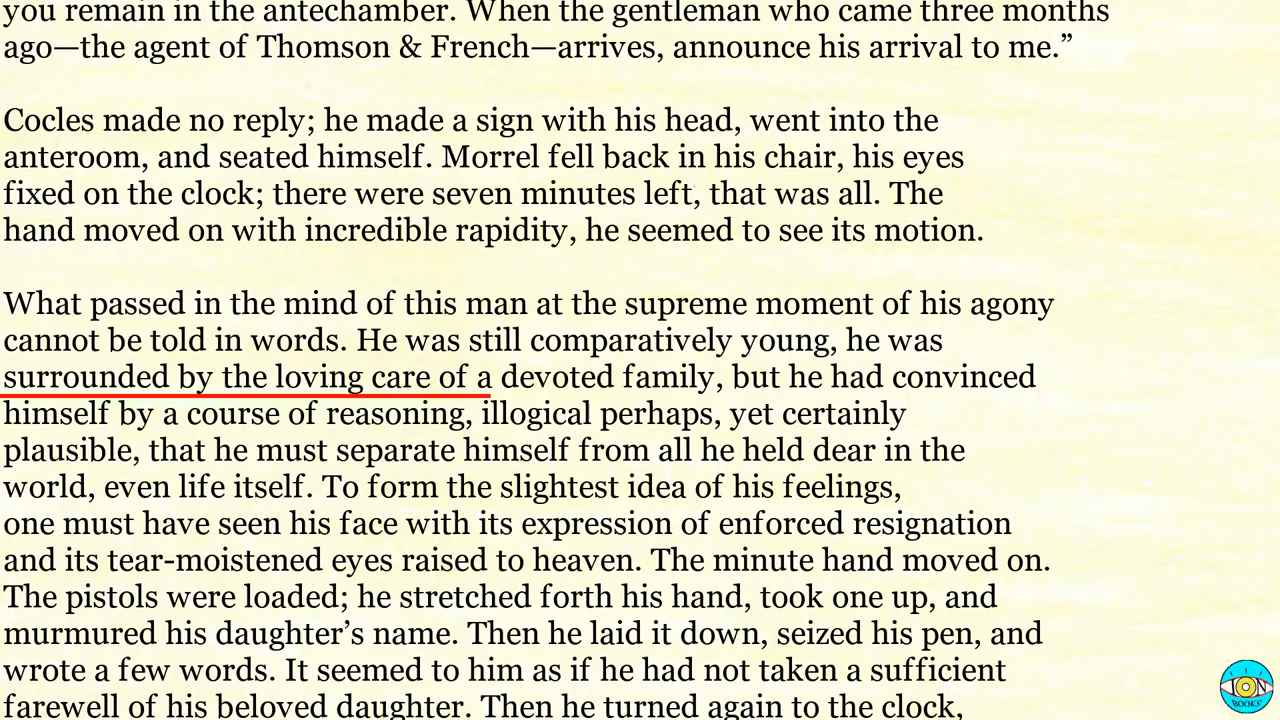 you remain in the antechamber. When the gentleman who came three months
ago—the agent of Thomson & French—arrives, announce his arrival to me.”
Cocles made no reply; he made a sign with his head, went into the
anteroom, and seated himself. Morrel fell back in his chair, his eyes
fixed on the clock; there were seven minutes left, that was all. The
hand moved on with incredible rapidity, he seemed to see its motion.
What passed in the mind of this man at the supreme moment of his agony
cannot be told in words. He was still comparatively young, he was
surrounded by the loving care of a devoted family, but he had convinced
himself by a course of reasoning, illogical perhaps, yet certainly
plausible, that he must separate himself from all he held dear in the
world, even life itself. To form the slightest idea of his feelings,
one must have seen his face with its expression of enforced resignation
and its tear-moistened eyes raised to heaven. The minute hand moved on.
The pistols were loaded; he stretched forth his hand, took one up, and
murmured his daughter’s name. Then he laid it down, seized his pen, and
wrote a few words. It seemed to him as if he had not taken a sufficient
farewell of his beloved daughter. Then he turned again to the clock,
ION
BOOKS